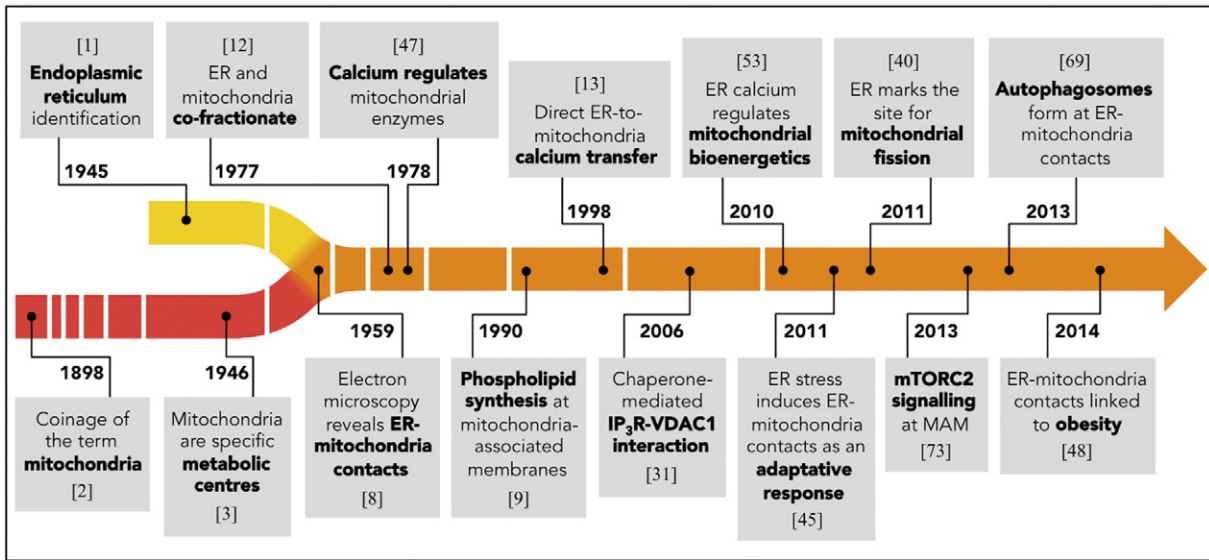 [1]
Endoplasmic
reticulum
identification
1945
[12]
ER and
mitochondria
co-fractionate
1977
[47]
Calcium regulates
mitochondrial
enzymes
1978
[13]
Direct ER-to-
mitochondria
calcium transfer
1998
[53]
ER calcium
regulates
mitochondrial
bioenergetics
2010
[40]
ER marks the
site for
mitochondrial
fission
2011
[69]
Autophagosomes
form at ER-
mitochondria
contacts
2013
1898
Coinage of
the term
mitochondria
[2]
1946
Mitochondria
are specific
metabolic
centres
[3]
1959
Electron
microscopy
reveals ER-
mitochondria
contacts
[8]
1990
Phospholipid
synthesis at
mitochondria-
associated
membranes
[9]
2006
Chaperone-
mediated
IP₃R-VDAC1
interaction
[31]
2011
ER stress
induces ER-
mitochondria
contacts as an
adaptative
response
[45]
2013
mTORC2
signalling
at MAM
[73]
2014
ER-mitochondria
contacts linked
to obesity
[48]